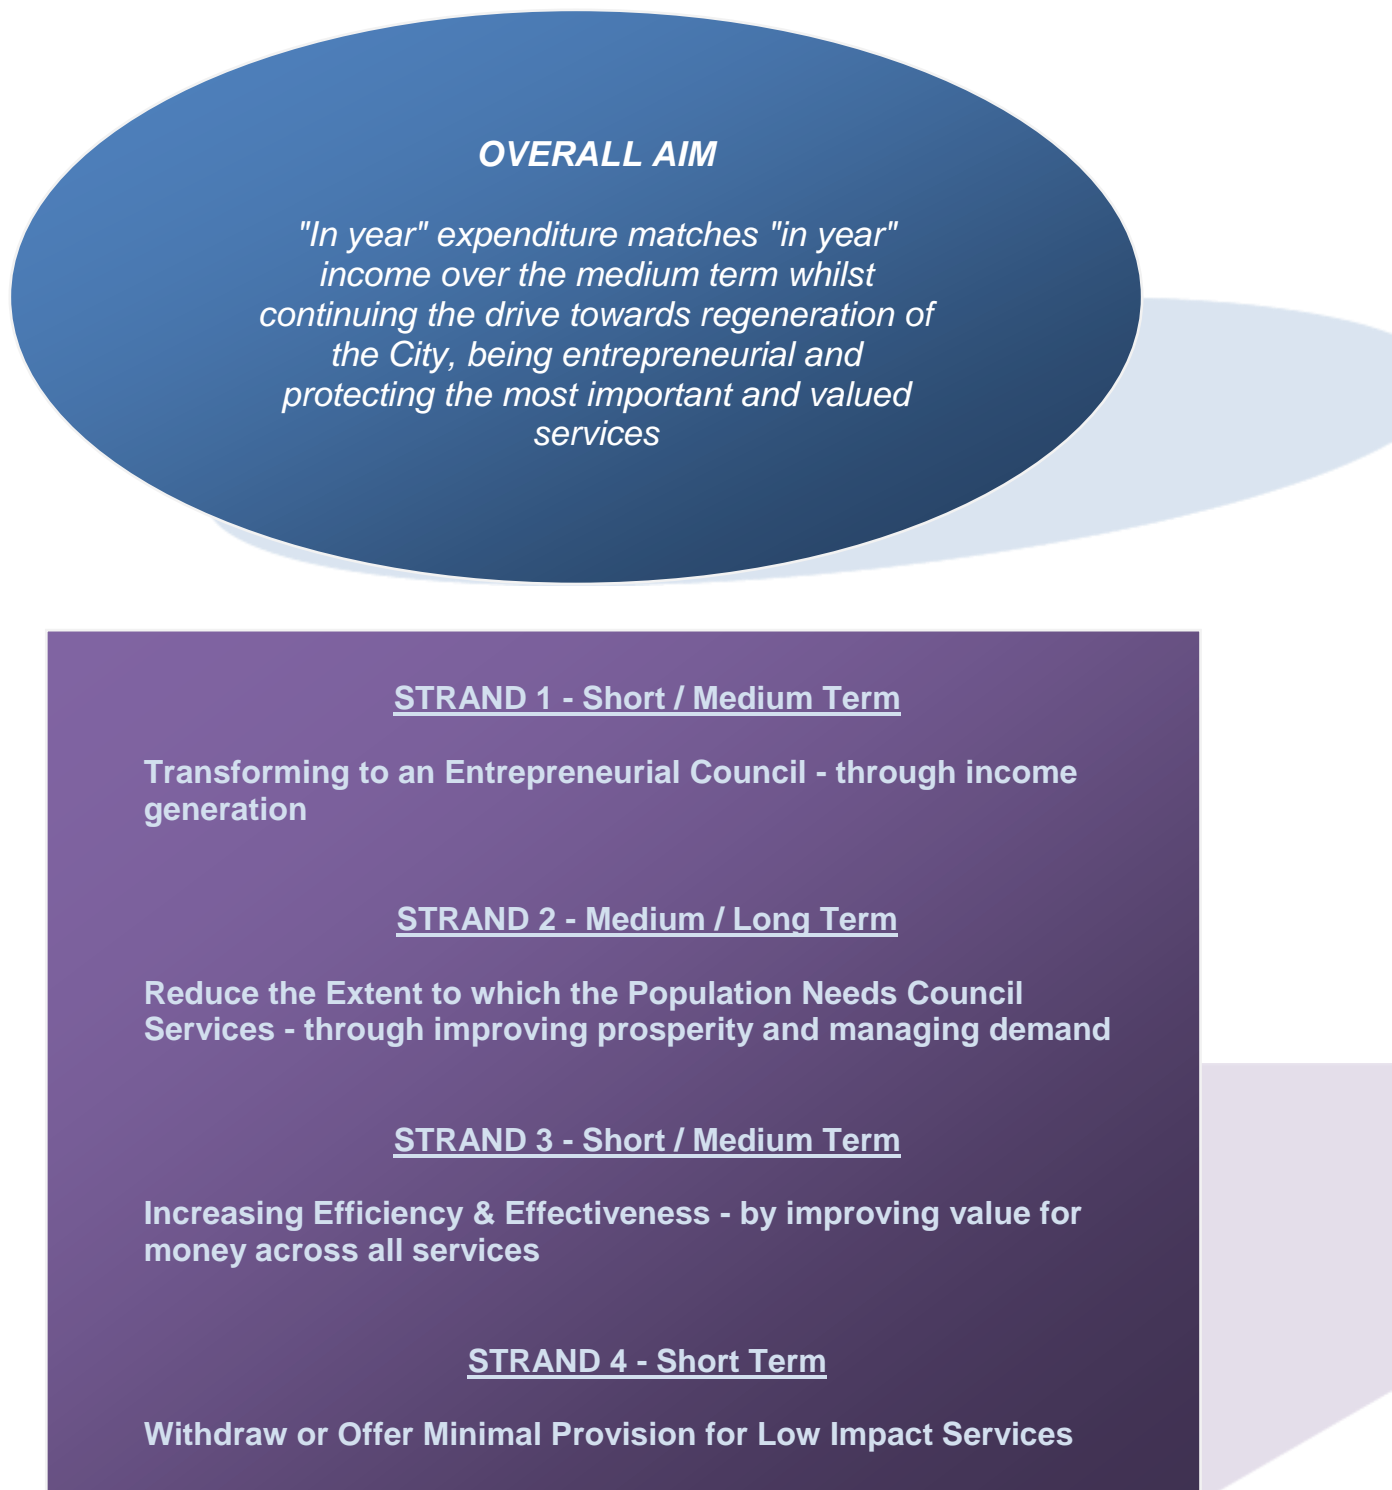 OVERALL AIM
"In year" expenditure matches "in year"
income over the medium term whilst
continuing the drive towards regeneration of
the City, being entrepreneurial and
protecting the most important and valued
services
STRAND 1 - Short / Medium Term
Transforming to an Entrepreneurial Council - through income
generation
STRAND 2 - Medium / Long Term
Reduce the Extent to which the Population Needs Council
Services - through improving prosperity and managing demand
STRAND 3 - Short / Medium Term
Increasing Efficiency & Effectiveness - by improving value for
money across all services
STRAND 4 - Short Term
Withdraw or Offer Minimal Provision for Low Impact Services